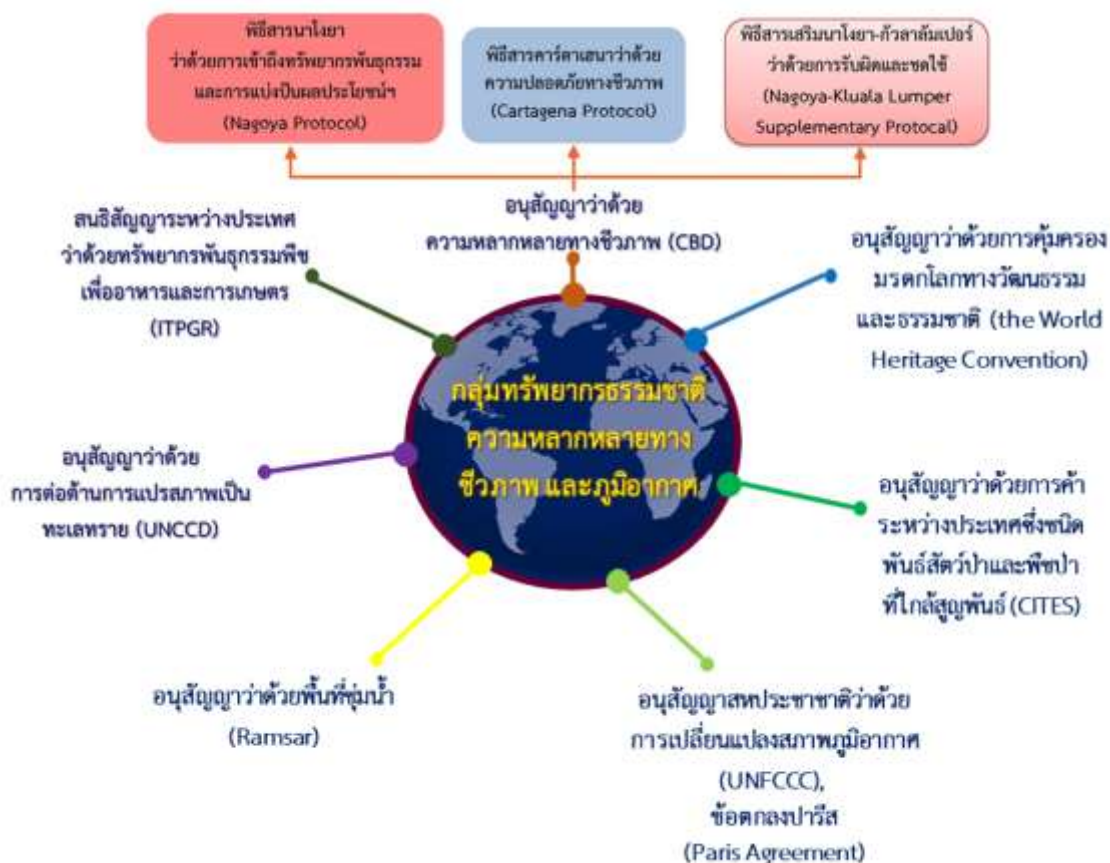 พิธีสารนาโงยา
ว่าด้วยการเข้าถึงทรัพยากรพันธุกรรม
และการแบ่งปันผลประโยชน์ฯ
(Nagoya Protocol)
พิธีสารคาร์ตาเฮนาว่าด้วย
ความปลอดภัยทางชีวภาพ
(Cartagena Protocol)
พิธีสารเสริมนาโงยา-กัวลาลัมเปอร์
ว่าด้วยการรับผิดและชดใช้
(Nagoya-Kluala Lumper
Supplementary Protocal)
สนธิสัญญาระหว่างประเทศ
ว่าด้วยทรัพยากรพันธุกรรมพืช
เพื่ออาหารและการเกษตร
(ITPGR)
อนุสัญญาว่าด้วย
ความหลากหลายทางชีวภาพ (CBD)
อนุสัญญาว่าด้วยการคุ้มครอง
มรดกโลกทางวัฒนธรรม
และธรรมชาติ (the World
Heritage Convention)
กลุ่มทรัพยากรธรรมชาติ
ความหลากหลายทาง
ชีวภาพ และภูมิอากาศ
อนุสัญญาว่าด้วย
การต่อต้านการแปรสภาพเป็น
ทะเลทราย (UNCCD)
อนุสัญญาว่าด้วยการค้า
ระหว่างประเทศซึ่งชนิด
พันธุ์สัตว์ป่าและพืชป่า
ที่ใกล้สูญพันธุ์ (CITES)
อนุสัญญาว่าด้วยพื้นที่ชุ่มน้ำ
(Ramsar)
อนุสัญญาสหประชาชาติว่าด้วย
การเปลี่ยนแปลงสภาพภูมิอากาศ
(UNFCCC),
ข้อตกลงปารีส
(Paris Agreement)